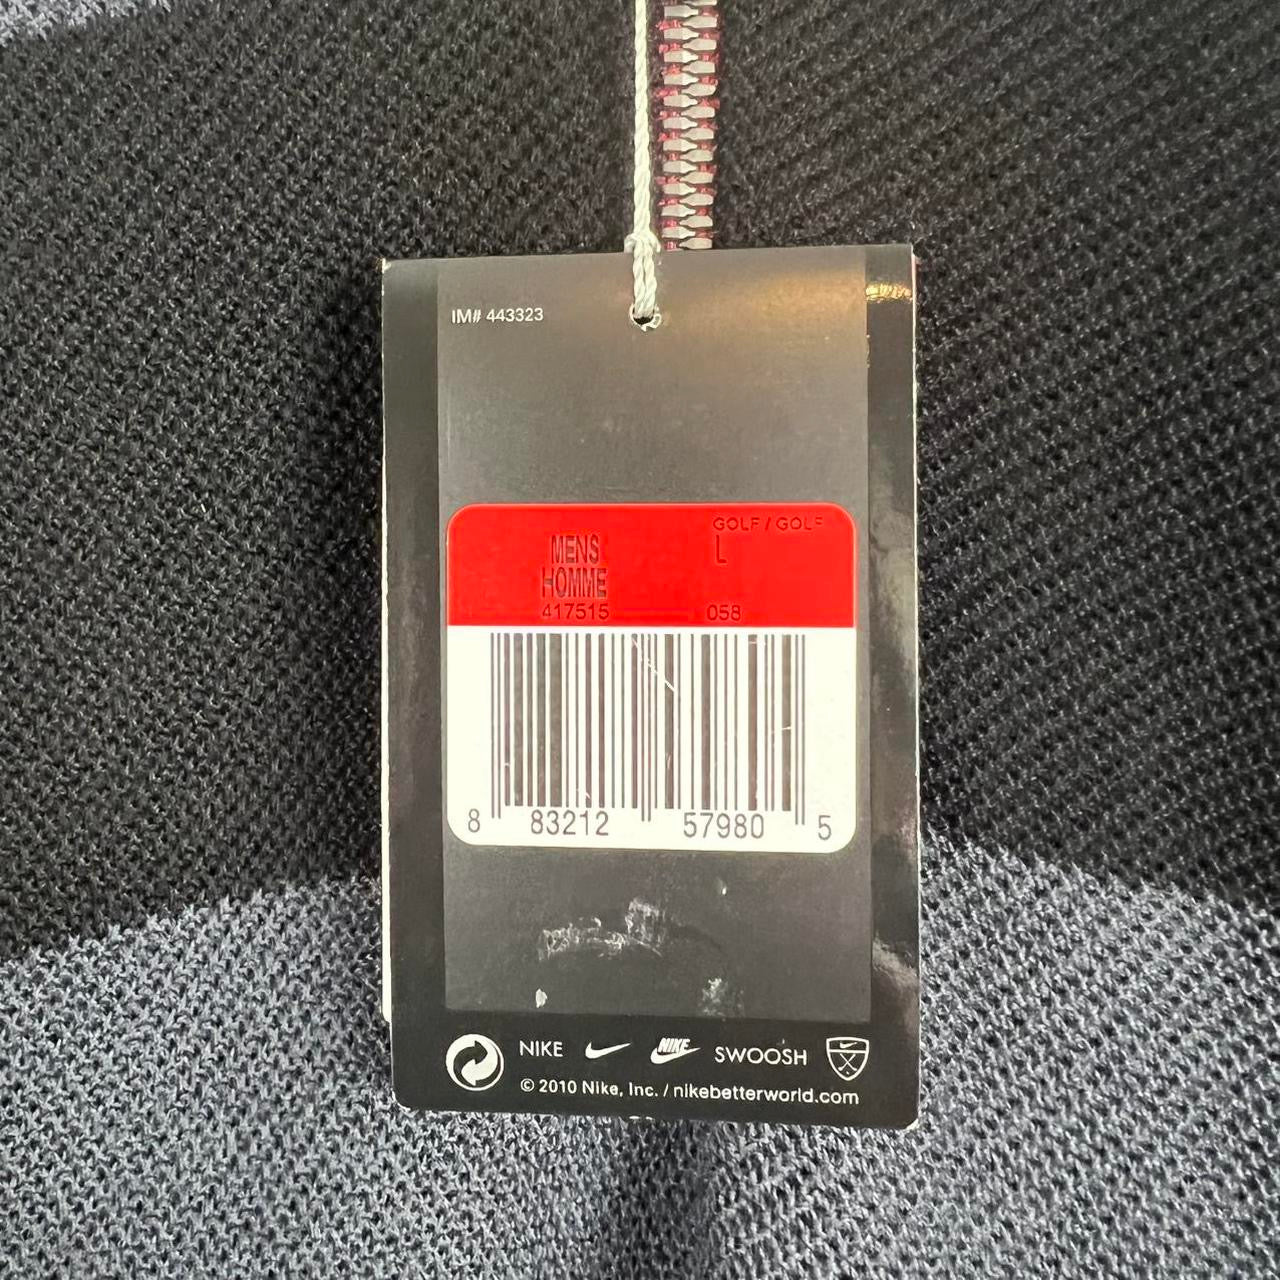 IM# 443323
GOLF / GOLF
MENS L
HOMME
417515 058
8 83212 57980 5
NIKE NIKE SWOOSH
© 2010 Nike, Inc. / nikebetterworld.com